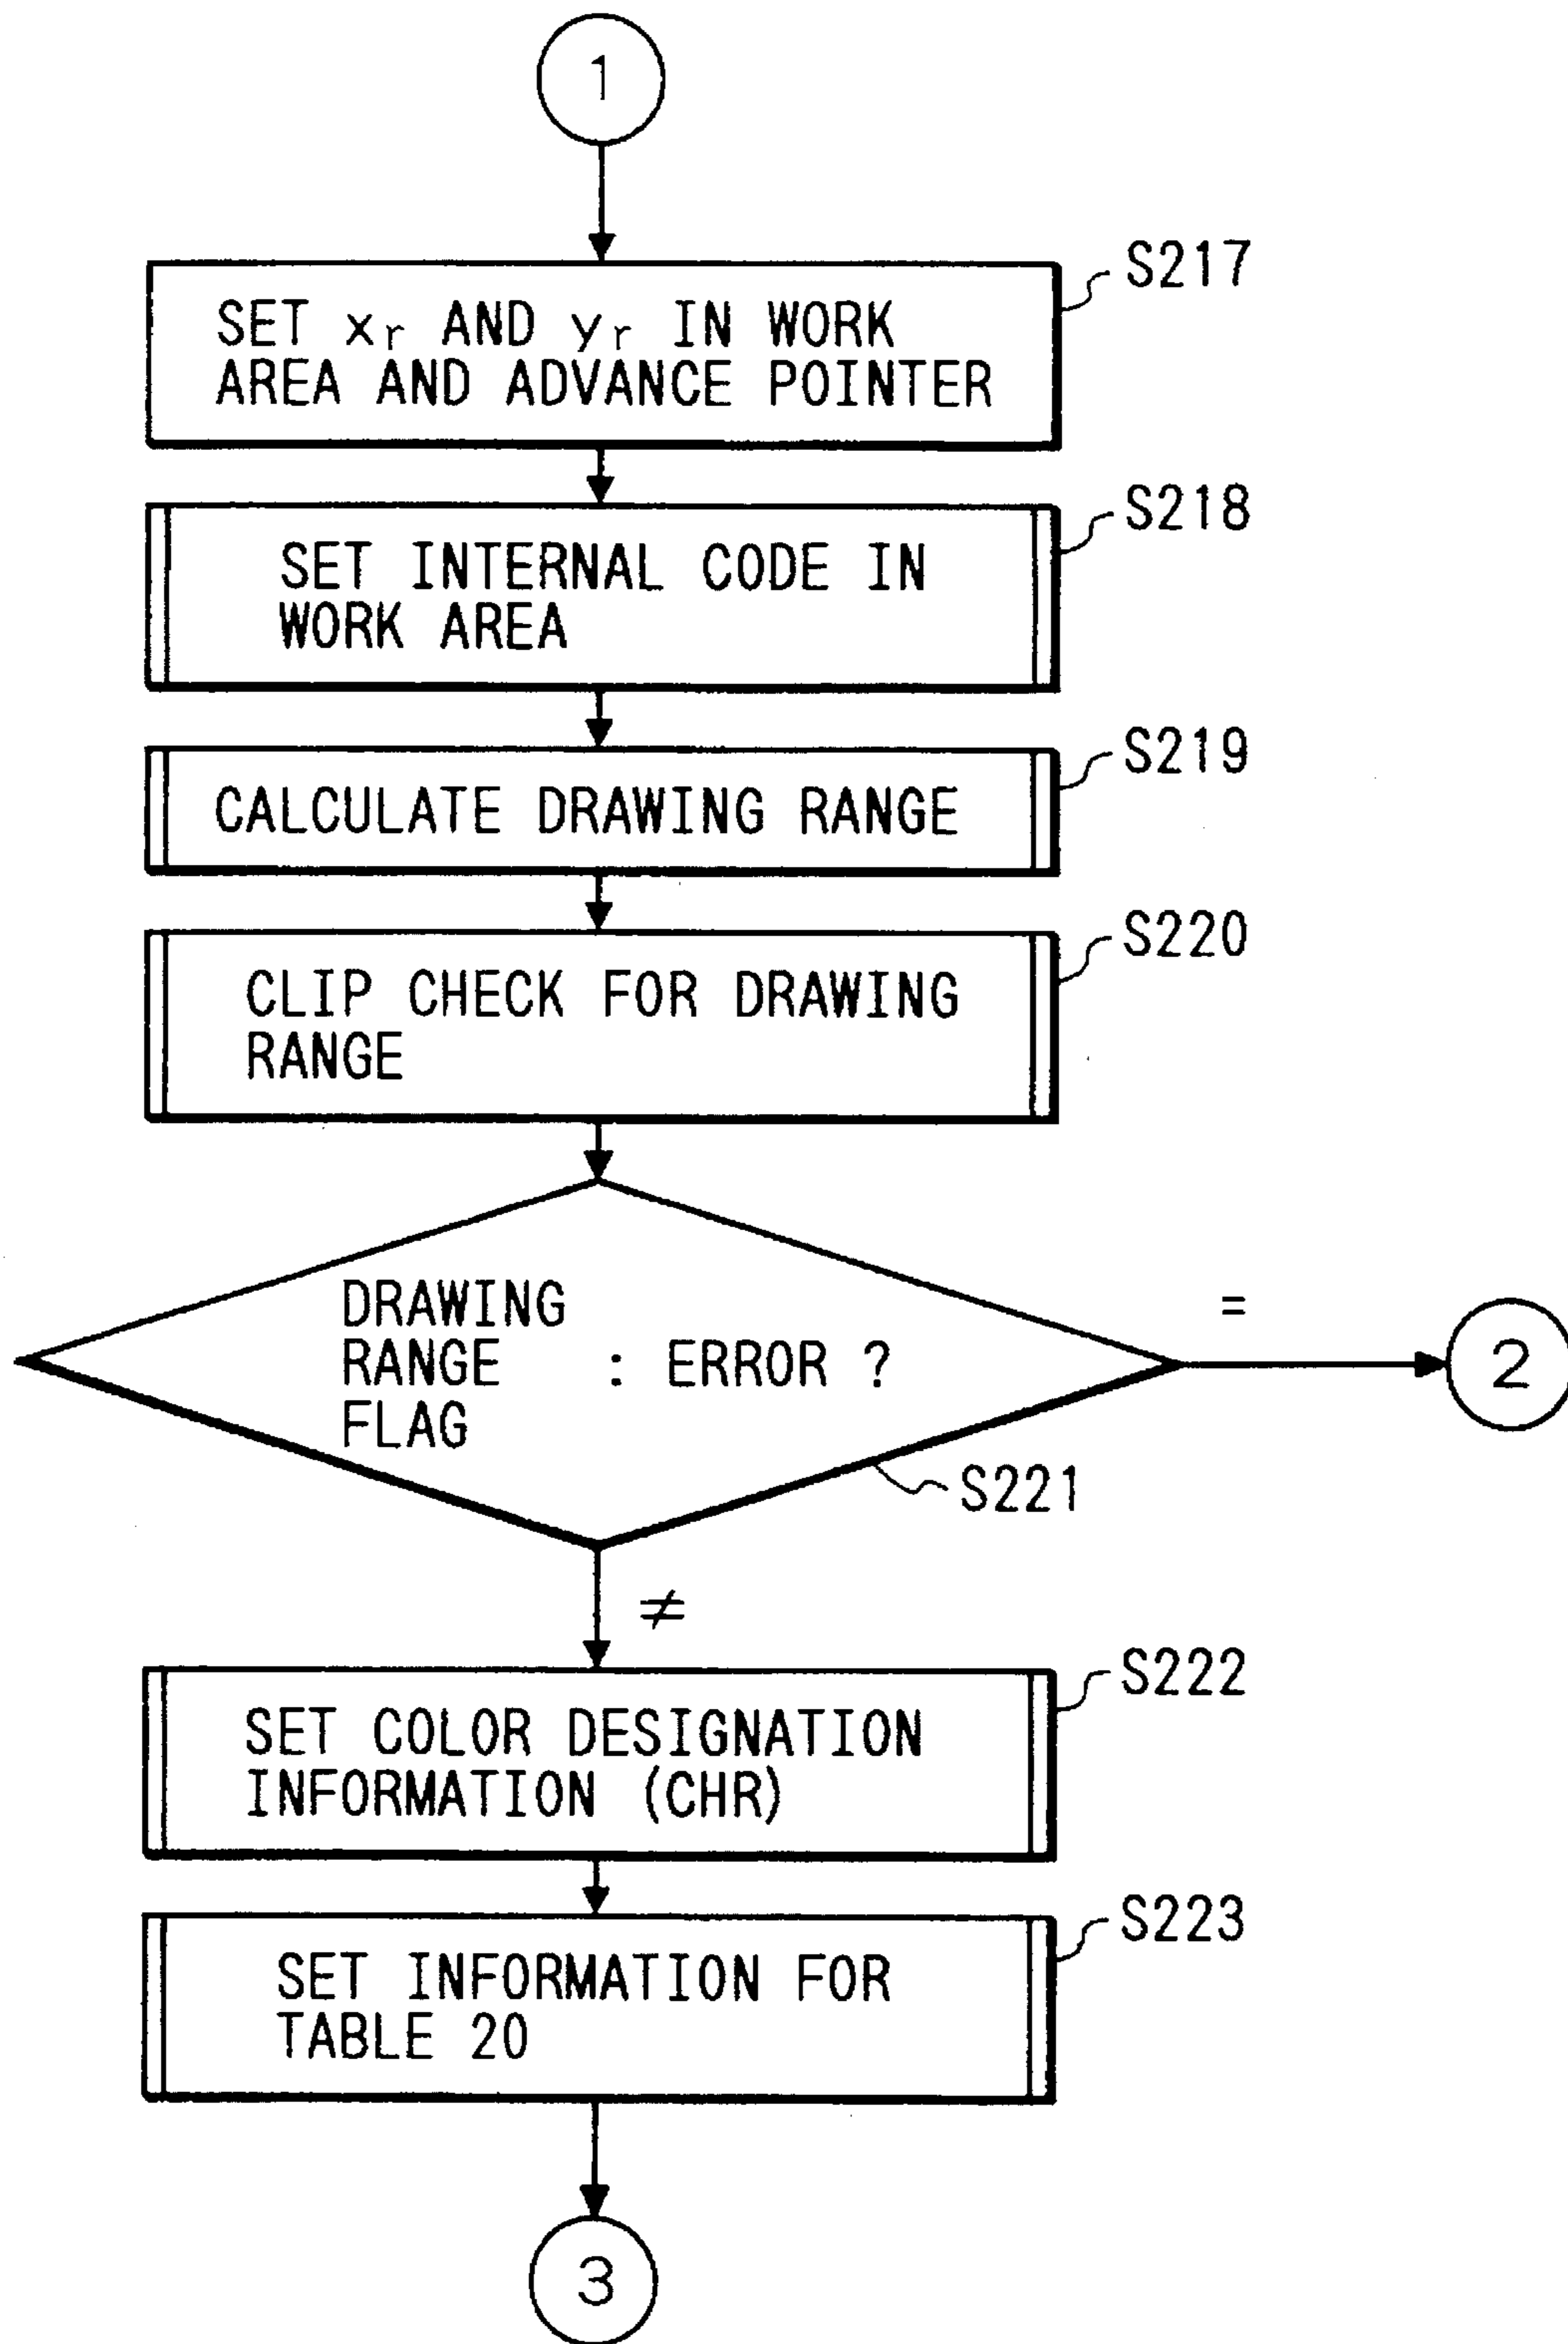 1
S217
SET xr AND yr IN WORK
AREA AND ADVANCE POINTER
S218
SET INTERNAL CODE IN
WORK AREA
S219
CALCULATE DRAWING RANGE
S220
CLIP CHECK FOR DRAWING
RANGE
DRAWING
RANGE : ERROR ?
FLAG
=
2
S221
≠
S222
SET COLOR DESIGNATION
INFORMATION (CHR)
S223
SET INFORMATION FOR
TABLE 20
3